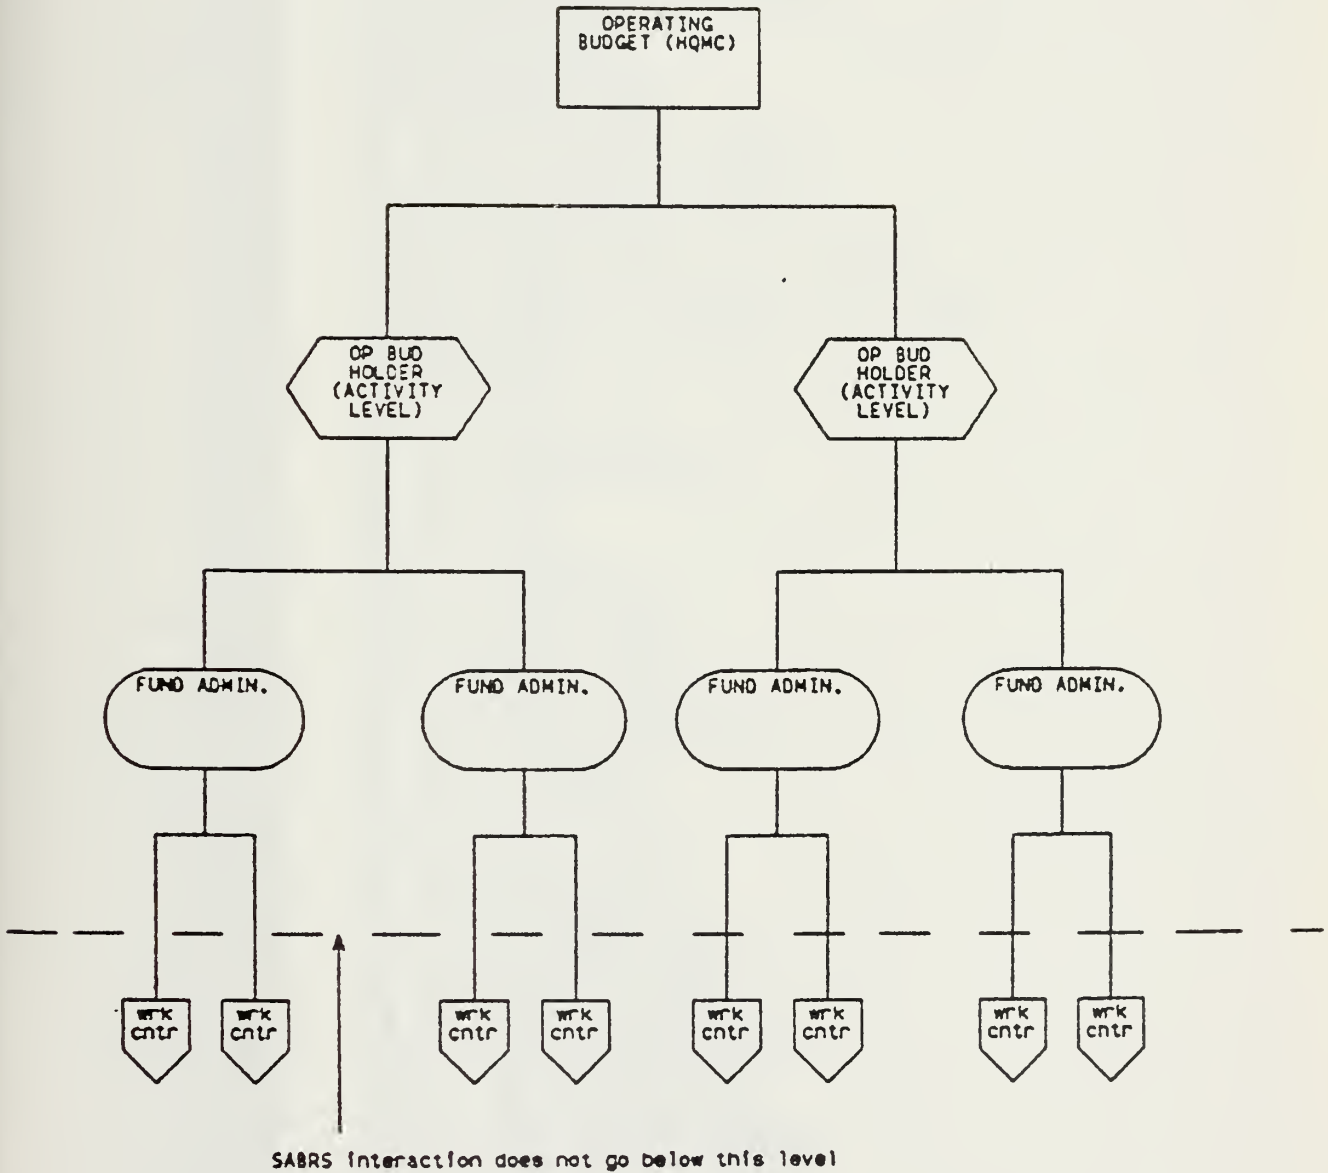 OPERATING
BUDGET (HQMC)
OP BUD
HOLDER
(ACTIVITY
LEVEL)
OP BUD
HOLDER
(ACTIVITY
LEVEL)
FUND ADMIN.
FUND ADMIN.
FUND ADMIN.
FUND ADMIN.
wrk
cntr
wrk
cntr
wrk
cntr
wrk
cntr
wrk
cntr
wrk
cntr
wrk
cntr
wrk
cntr
SABRS interaction does not go below this level